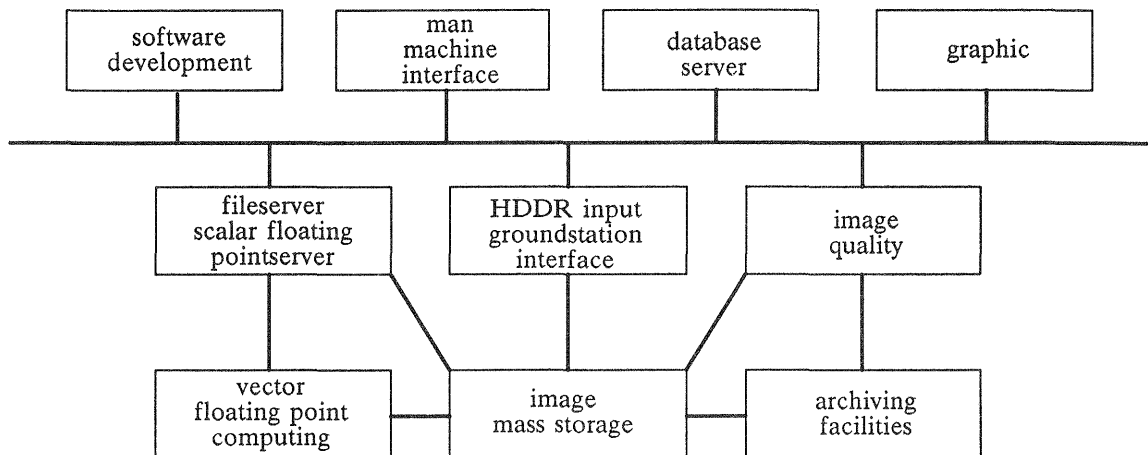 software
development
man
machine
interface
database
server
graphic
fileserver
scalar floating
pointserver
HDDR input
groundstation
interface
image
quality
vector
floating point
computing
image
mass storage
archiving
facilities